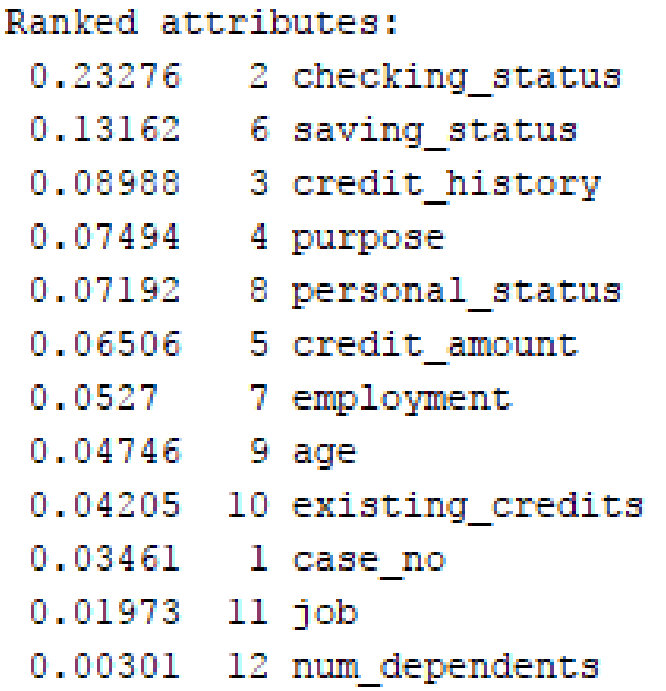 Ranked attributes:
0.23276 2 checking_status
0.13162 6 saving_status
0.08988 3 credit_history
0.07494 4 purpose
0.07192 8 personal_status
0.06506 5 credit_amount
0.0527 7 employment
0.04746 9 age
0.04205 10 existing_credits
0.03461 1 case_no
0.01973 11 job
0.00301 12 num_dependents